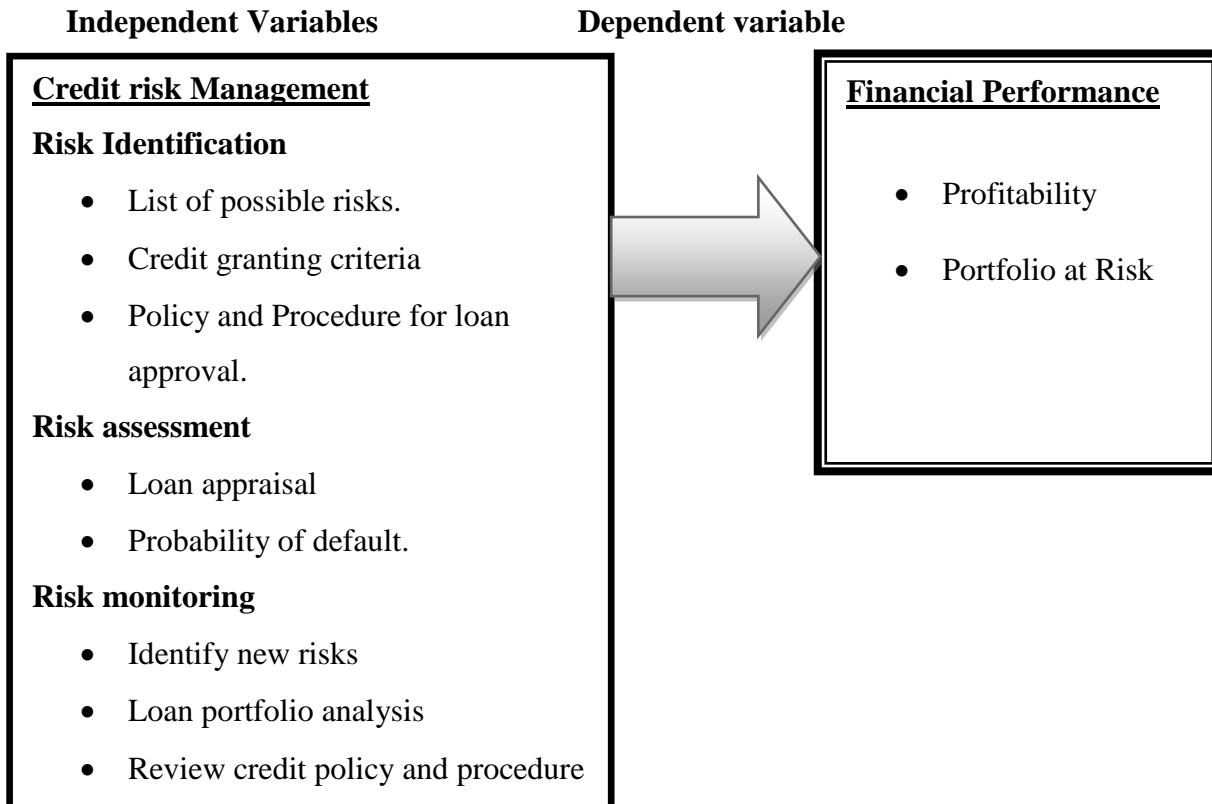 Independent Variables
Dependent variable
Credit risk Management
Risk Identification
• List of possible risks.
• Credit granting criteria
• Policy and Procedure for loan
approval.
Risk assessment
• Loan appraisal
• Probability of default.
Risk monitoring
• Identify new risks
• Loan portfolio analysis
• Review credit policy and procedure
Financial Performance
• Profitability
• Portfolio at Risk